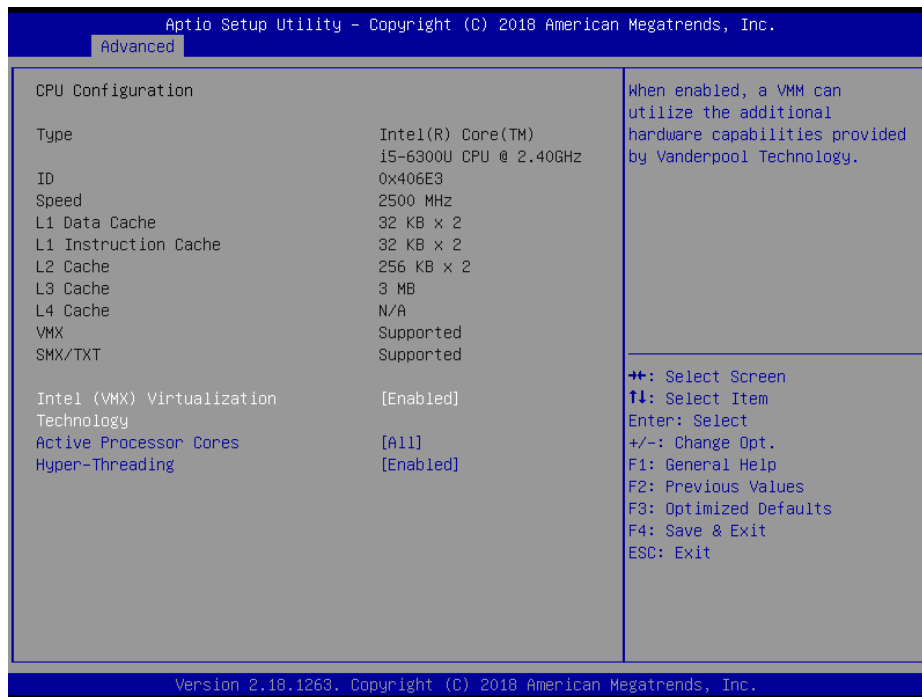 Aptio Setup Utility – Copyright (C) 2018 American Megatrends, Inc.
Advanced
CPU Configuration
Type Intel(R) Core(TM)
i5-6300U CPU @ 2.40GHz
ID 0x406E3
Speed 2500 MHz
L1 Data Cache 32 KB x 2
L1 Instruction Cache 32 KB x 2
L2 Cache 256 KB x 2
L3 Cache 3 MB
L4 Cache N/A
VMX Supported
SMX/TXT Supported
Intel (VMX) Virtualization [Enabled]
Technology
Active Processor Cores [All]
Hyper-Threading [Enabled]
When enabled, a VMM can
utilize the additional
hardware capabilities provided
by Vanderpool Technology.
→←: Select Screen
↑↓: Select Item
Enter: Select
+/-: Change Opt.
F1: General Help
F2: Previous Values
F3: Optimized Defaults
F4: Save & Exit
ESC: Exit
Version 2.18.1263. Copyright (C) 2018 American Megatrends, Inc.